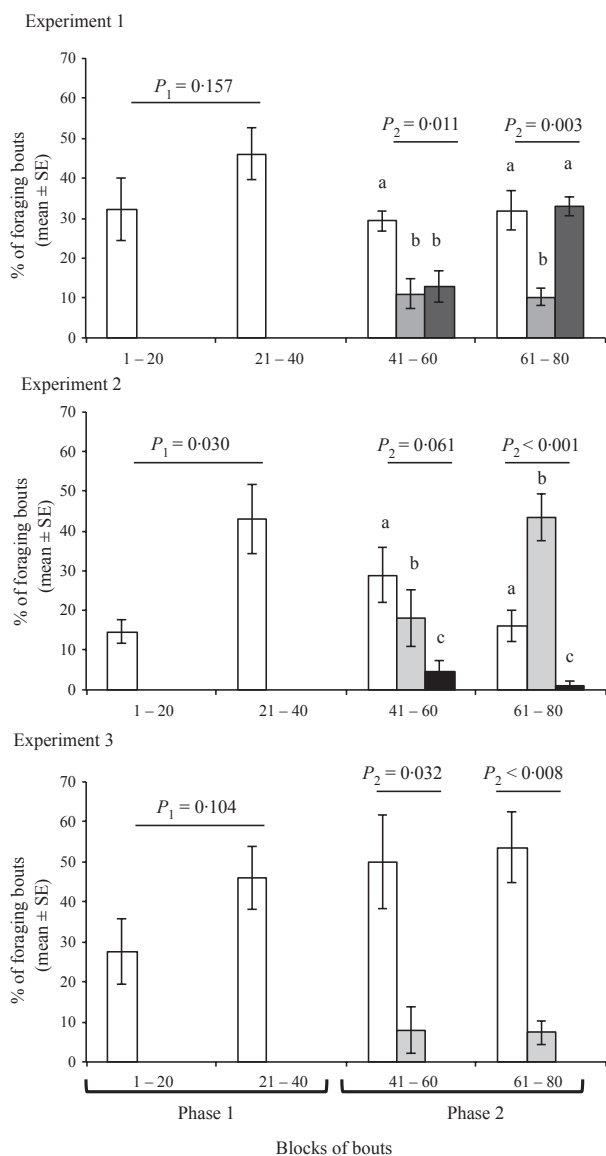 Experiment 1
% of foraging bouts
(mean ± SE)
70
60
50
40
30
20
10
0
P1 = 0·157
P2 = 0·011
P2 = 0·003
a
b
b
a
b
a
1 – 20
21 – 40
41 – 60
61 – 80
Experiment 2
% of foraging bouts
(mean ± SE)
70
60
50
40
30
20
10
0
P1 = 0·030
P2 = 0·061
P2 < 0·001
a
b
c
a
b
c
1 – 20
21 – 40
41 – 60
61 – 80
Experiment 3
% of foraging bouts
(mean ± SE)
70
60
50
40
30
20
10
0
P1 = 0·104
P2 = 0·032
P2 < 0·008
1 – 20
21 – 40
41 – 60
61 – 80
Phase 1
Phase 2
Blocks of bouts